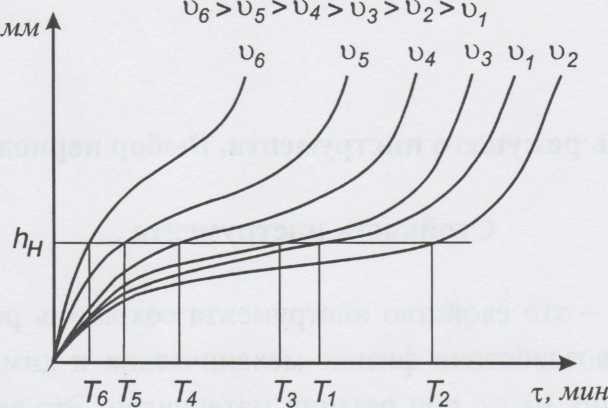 υ₆ > υ₅ > υ₄ > υ₃ > υ₂ > υ₁
мм
υ₆ υ₅ υ₄ υ₃ υ₁ υ₂
hн
T₆ T₅ T₄ T₃ T₁ T₂ τ, мин